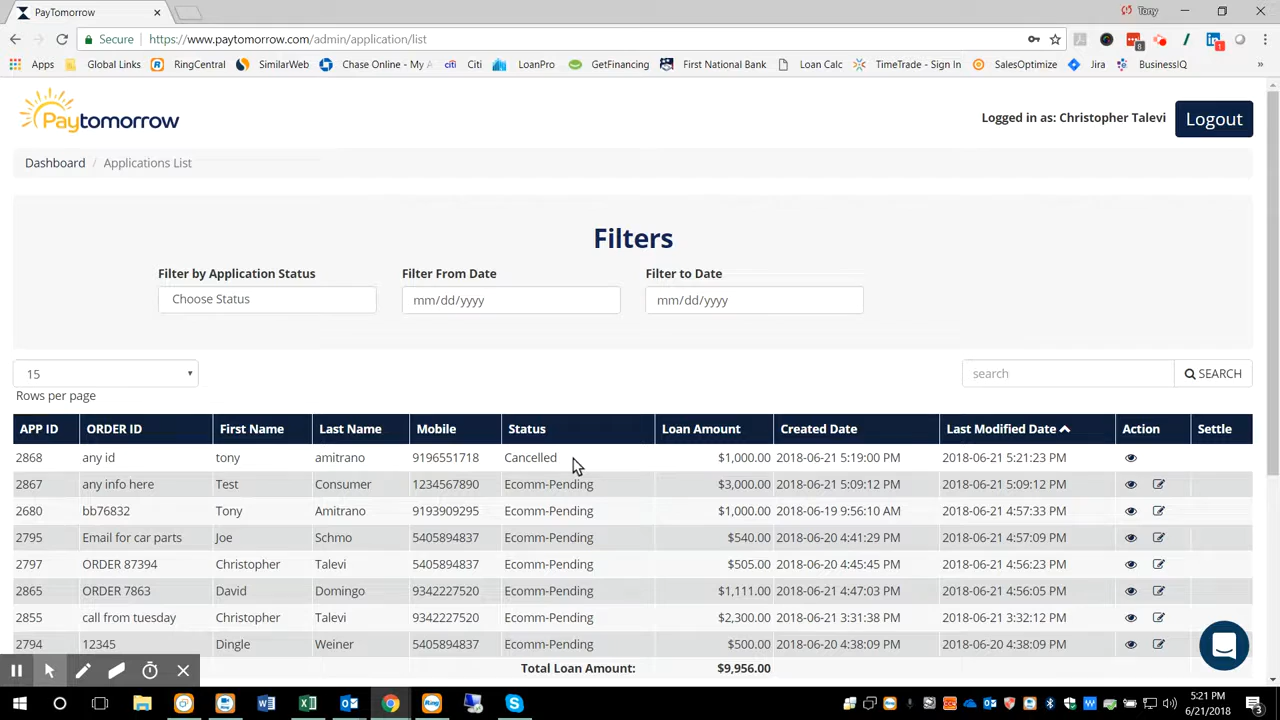 PayTomorrow
Tony
Secure https://www.paytomorrow.com/admin/application/list
Apps Global Links RingCentral SimilarWeb Chase Online - My A citi Citi LoanPro GetFinancing First National Bank Loan Calc TimeTrade - Sign In SalesOptimize Jira BusinessIQ »
8
1
Paytomorrow
Logged in as: Christopher Talevi Logout
Dashboard / Applications List
Filters
Filter by Application Status Filter From Date Filter to Date
Choose Status mm/dd/yyyy mm/dd/yyyy
15 search SEARCH
Rows per page
APP ID ORDER ID First Name Last Name Mobile Status Loan Amount Created Date Last Modified Date Action Settle
2868 any id tony amitrano 9196551718 Cancelled $1,000.00 2018-06-21 5:19:00 PM 2018-06-21 5:21:23 PM
2867 any info here Test Consumer 1234567890 Ecomm-Pending $3,000.00 2018-06-21 5:09:12 PM 2018-06-21 5:09:12 PM
2680 bb76832 Tony Amitrano 9193909295 Ecomm-Pending $1,000.00 2018-06-19 9:56:10 AM 2018-06-21 4:57:33 PM
2795 Email for car parts Joe Schmo 5405894837 Ecomm-Pending $540.00 2018-06-20 4:41:29 PM 2018-06-21 4:57:09 PM
2797 ORDER 87394 Christopher Talevi 5405894837 Ecomm-Pending $505.00 2018-06-20 4:45:45 PM 2018-06-21 4:56:23 PM
2865 ORDER 7863 David Domingo 9342227520 Ecomm-Pending $1,111.00 2018-06-21 4:47:03 PM 2018-06-21 4:56:05 PM
2855 call from tuesday Christopher Talevi 9342227520 Ecomm-Pending $2,300.00 2018-06-21 3:31:38 PM 2018-06-21 3:32:12 PM
2794 12345 Dingle Weiner 5405894837 Ecomm-Pending $500.00 2018-06-20 4:38:09 PM 2018-06-20 4:38:09 PM
Total Loan Amount: $9,956.00
5:21 PM
6/21/2018
3